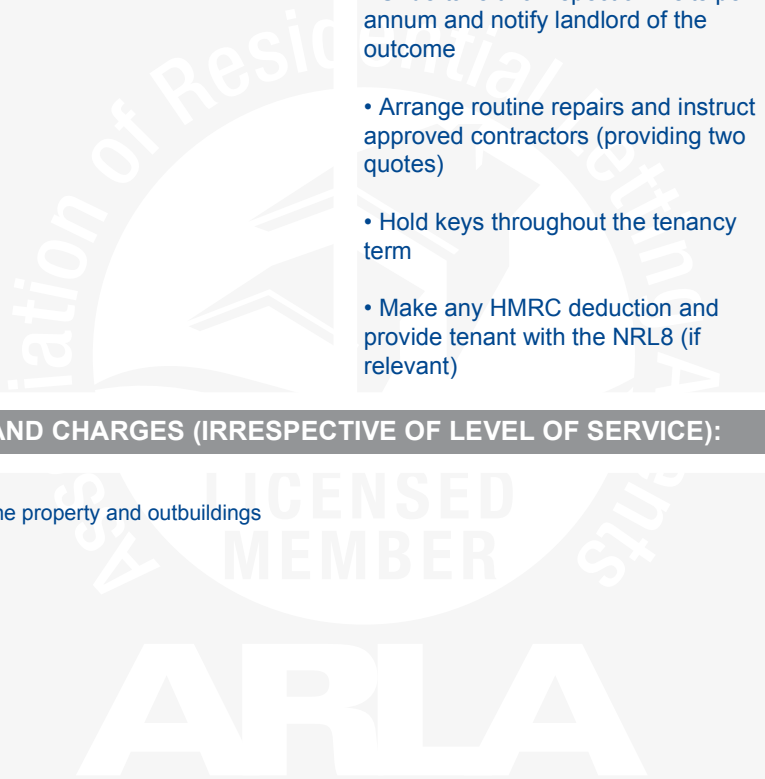 annum and notify landlord of the
outcome
• Arrange routine repairs and instruct
approved contractors (providing two
quotes)
• Hold keys throughout the tenancy
term
• Make any HMRC deduction and
provide tenant with the NRL8 (if
relevant)
AND CHARGES (IRRESPECTIVE OF LEVEL OF SERVICE):
property and outbuildings
LICENSED
MEMBER
ARLA